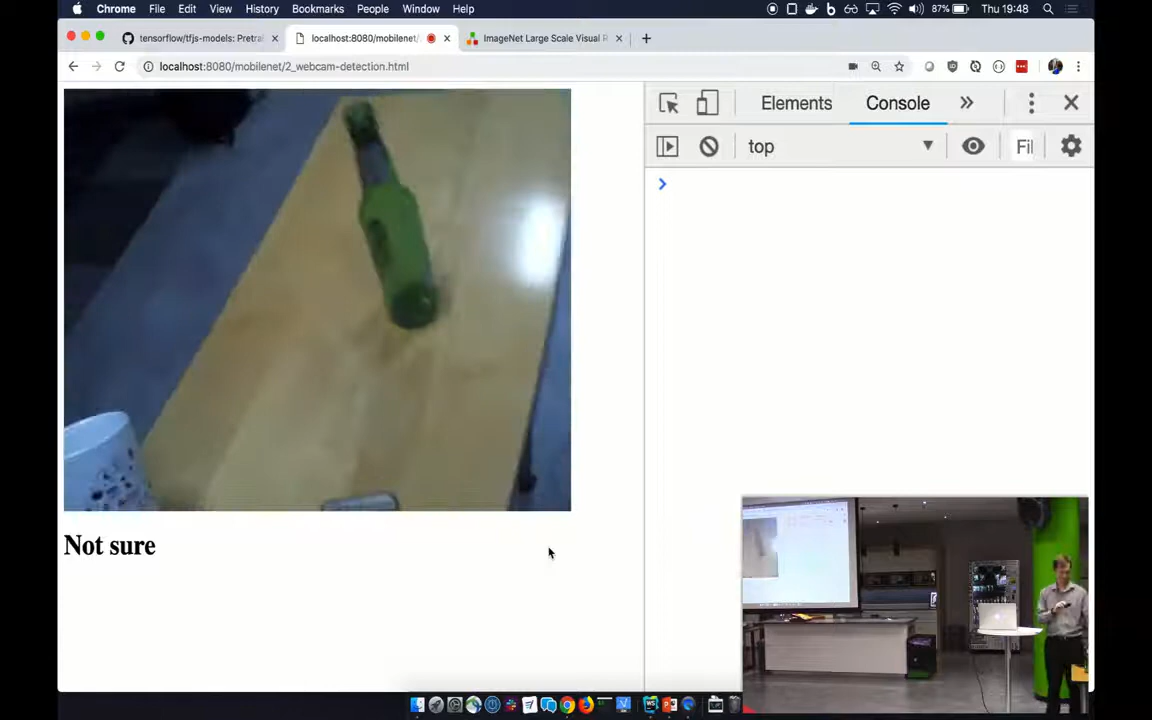 Chrome File Edit View History Bookmarks People Window Help 87% Thu 19:48
tensorflow/tfjs-models: Pretra
localhost:8080/mobilenet/
ImageNet Large Scale Visual R
localhost:8080/mobilenet/2_webcam-detection.html
Elements Console
top Fil
Not sure